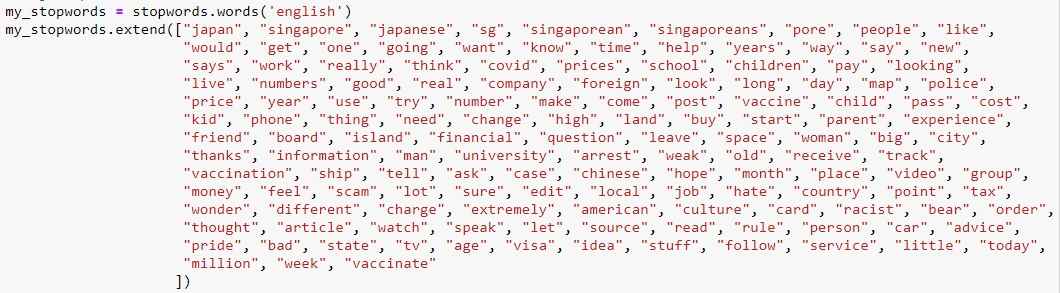 my_stopwords = stopwords.words('english')
my_stopwords.extend(["japan", "singapore", "japanese", "sg", "singaporean", "singaporeans", "pore", "people", "like",
"would", "get", "one", "going", "want", "know", "time", "help", "years", "way", "say", "new",
"says", "work", "really", "think", "covid", "prices", "school", "children", "pay", "looking",
"live", "numbers", "good", "real", "company", "foreign", "look", "long", "day", "map", "police",
"price", "year", "use", "try", "number", "make", "come", "post", "vaccine", "child", "pass", "cost",
"kid", "phone", "thing", "need", "change", "high", "land", "buy", "start", "parent", "experience",
"friend", "board", "island", "financial", "question", "leave", "space", "woman", "big", "city",
"thanks", "information", "man", "university", "arrest", "weak", "old", "receive", "track",
"vaccination", "ship", "tell", "ask", "case", "chinese", "hope", "month", "place", "video", "group",
"money", "feel", "scam", "lot", "sure", "edit", "local", "job", "hate", "country", "point", "tax",
"wonder", "different", "charge", "extremely", "american", "culture", "card", "racist", "bear", "order",
"thought", "article", "watch", "speak", "let", "source", "read", "rule", "person", "car", "advice",
"pride", "bad", "state", "tv", "age", "visa", "idea", "stuff", "follow", "service", "little", "today",
"million", "week", "vaccinate"
])